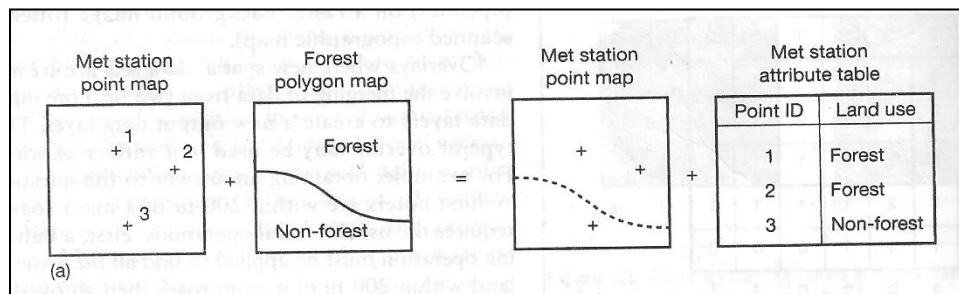 Met station
point map
1
2
3
+
Forest
polygon map
Forest
Non-forest
=
Met station
point map
+
Met station
attribute table
Point ID Land use
1 Forest
2 Forest
3 Non-forest
(a)